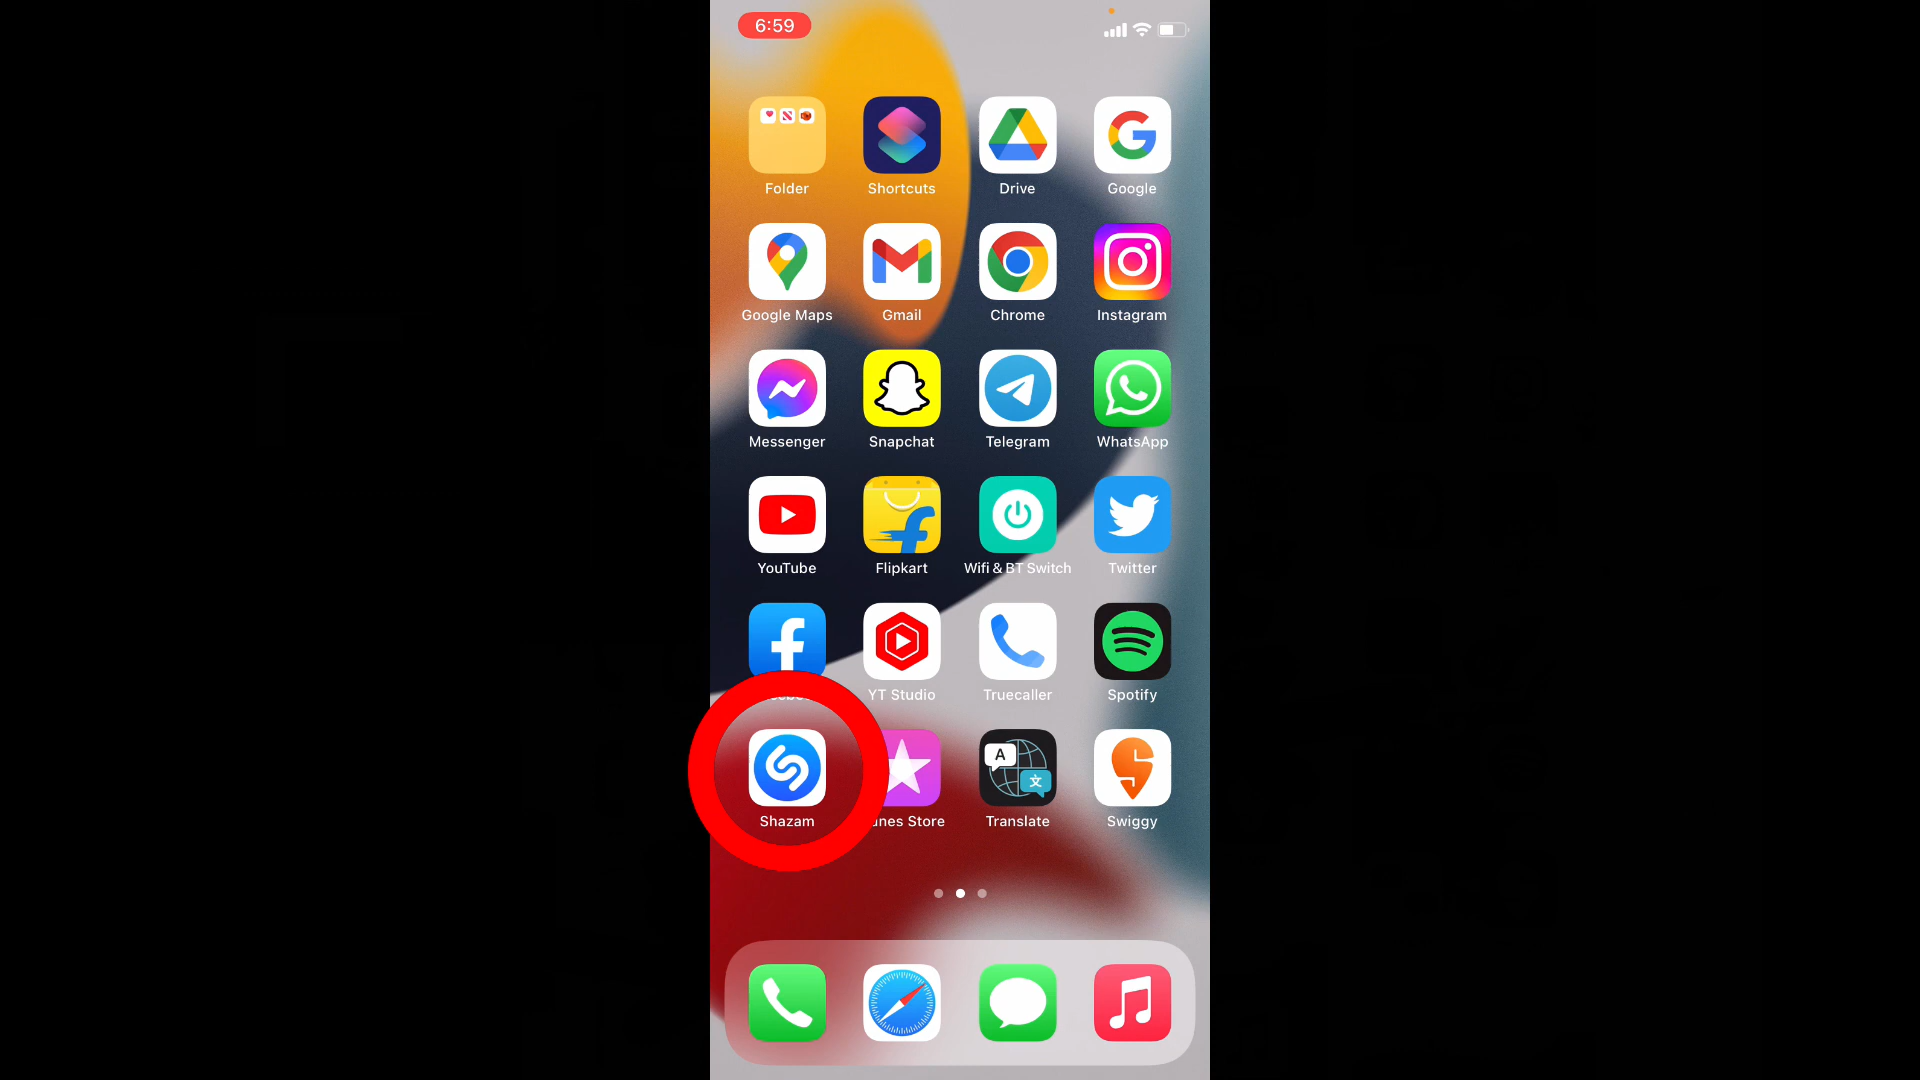 6:59
Folder Shortcuts Drive Google
Google Maps Gmail Chrome Instagram
Messenger Snapchat Telegram WhatsApp
YouTube Flipkart Wifi & BT Switch Twitter
YT Studio Truecaller Spotify
A 文
Shazam Store Translate Swiggy